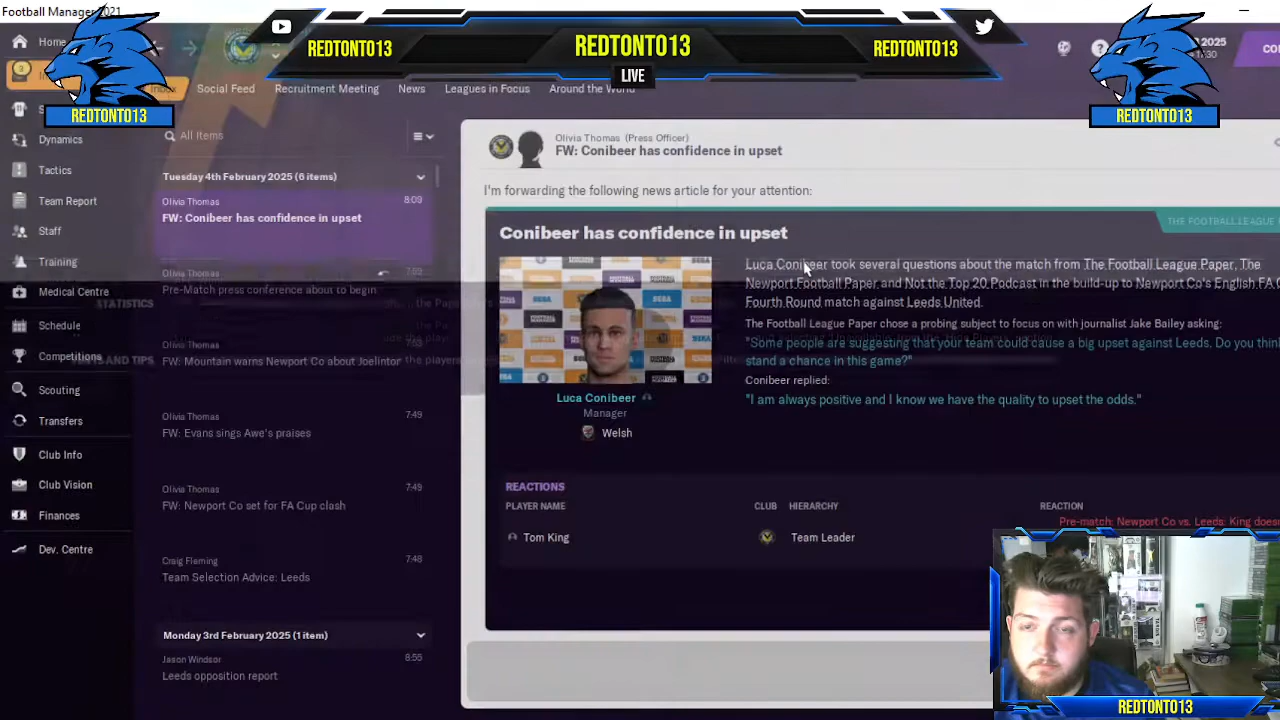 Football Manager 2021
REDTONTO13
REDTONTO13
REDTONTO13
LIVE
REDTONTO13
REDTONTO13
Home
2025
Inbox
Social Feed
Recruitment Meeting
News
Leagues in Focus
Around the World
Dynamics
Tactics
Team Report
Staff
Training
Medical Centre
Schedule
Competitions
Scouting
Transfers
Club Info
Club Vision
Finances
Dev. Centre
STATISTICS
All Items
Tuesday 4th February 2025 (6 items)
Olivia Thomas
8:09
FW: Conibeer has confidence in upset
Olivia Thomas
Pre-Match press conference about to begin
Olivia Thomas
FW: Mountain warns Newport Co about Joelinton
Olivia Thomas
7:49
FW: Evans sings Awe's praises
Olivia Thomas
7:49
FW: Newport Co set for FA Cup clash
Craig Fleming
7:48
Team Selection Advice: Leeds
Monday 3rd February 2025 (1 item)
Jason Windsor
8:55
Leeds opposition report
Olivia Thomas (Press Officer)
FW: Conibeer has confidence in upset
I'm forwarding the following news article for your attention:
THE FOOTBALL LEAGUE
Conibeer has confidence in upset
Luca Conibeer took several questions about the match from The Football League Paper, The
Newport Football Paper and Not the Top 20 Podcast in the build-up to Newport Co's English FA
Fourth Round match against Leeds United.
The Football League Paper chose a probing subject to focus on with journalist Jake Bailey asking:
"Some people are suggesting that your team could cause a big upset against Leeds. Do you think
stand a chance in this game?"
Conibeer replied:
"I am always positive and I know we have the quality to upset the odds."
Luca Conibeer
Manager
Welsh
REACTIONS
PLAYER NAME
CLUB
HIERARCHY
REACTION
Pre-match: Newport Co vs. Leeds: King
Tom King
Team Leader
REDTONTO13